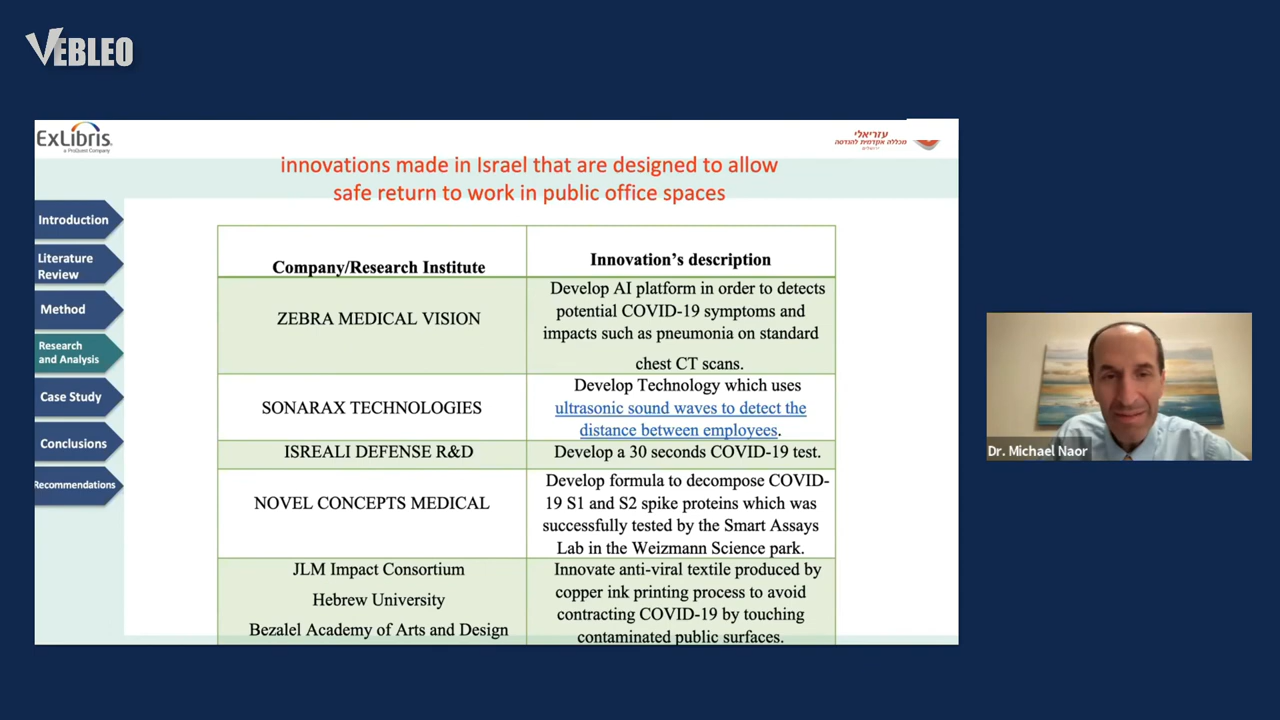 VEBLEO
ExLibris
a ProQuest Company
עזריאלי
מכללה אקדמית להנדסה
ירושלים
innovations made in Israel that are designed to allow
safe return to work in public office spaces
Introduction
Literature
Review
Method
Research
and Analysis
Case Study
Conclusions
Recommendations
Company/Research Institute
Innovation's description
ZEBRA MEDICAL VISION
Develop AI platform in order to detects
potential COVID-19 symptoms and
impacts such as pneumonia on standard
chest CT scans.
SONARAX TECHNOLOGIES
Develop Technology which uses
ultrasonic sound waves to detect the
distance between employees.
ISREALI DEFENSE R&D
Develop a 30 seconds COVID-19 test.
NOVEL CONCEPTS MEDICAL
Develop formula to decompose COVID-
19 S1 and S2 spike proteins which was
successfully tested by the Smart Assays
Lab in the Weizmann Science park.
JLM Impact Consortium
Hebrew University
Bezalel Academy of Arts and Design
Innovate anti-viral textile produced by
copper ink printing process to avoid
contracting COVID-19 by touching
contaminated public surfaces.
Dr. Michael Naor